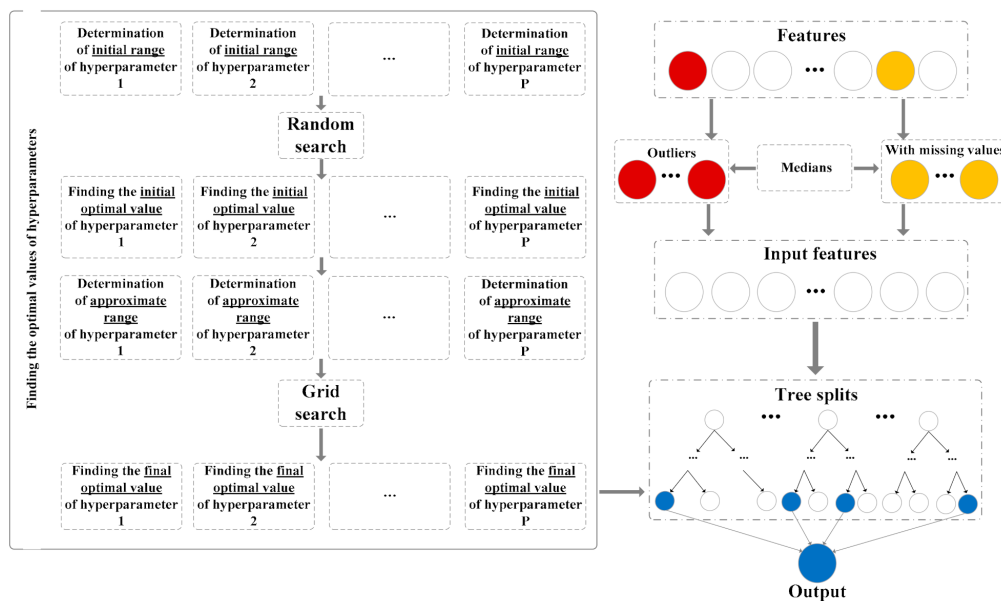 Finding the optimal values of hyperparameters
Determination
of initial range
of hyperparameter
1
Determination
of initial range
of hyperparameter
2
...
Determination
of initial range
of hyperparameter
P
Random
search
Finding the initial
optimal value
of hyperparameter
1
Finding the initial
optimal value
of hyperparameter
2
...
Finding the initial
optimal value
of hyperparameter
P
Determination
of approximate
range
of hyperparameter
1
Determination
of approximate
range
of hyperparameter
2
...
Determination
of approximate
range
of hyperparameter
P
Grid
search
Finding the final
optimal value
of hyperparameter
1
Finding the final
optimal value
of hyperparameter
2
...
Finding the final
optimal value
of hyperparameter
P
Features
...
Outliers
...
Medians
With missing values
...
Input features
...
Tree splits
... ...
... ... ... ... ... ...
Output